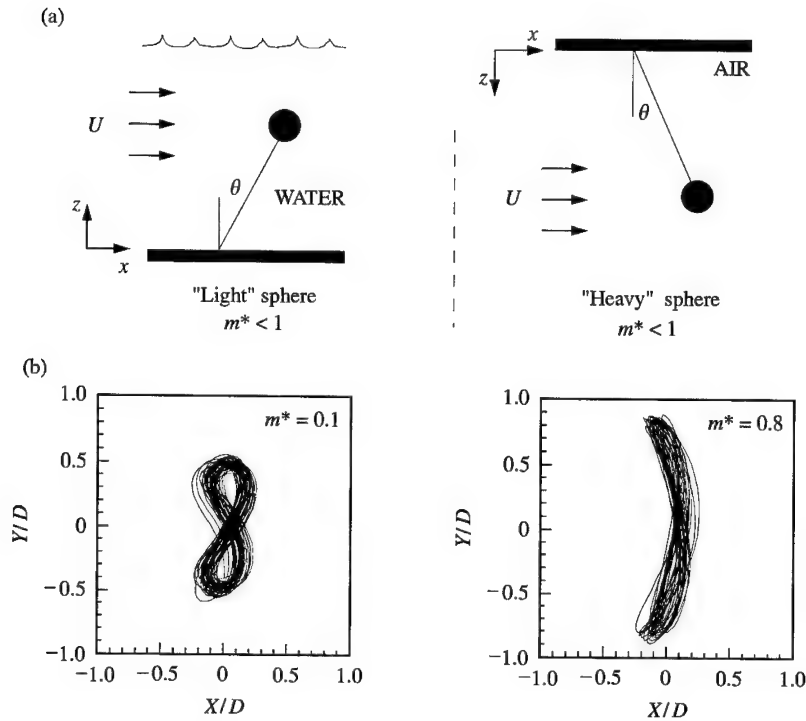 (a)
U
θ
WATER
z
x
"Light" sphere
m* < 1
x
z
AIR
θ
U
"Heavy" sphere
m* < 1
(b)
m* = 0.1
1.0
0.5
0
−0.5
−1.0
Y/D
−1.0 −0.5 0 0.5 1.0
X/D
m* = 0.8
1.0
0.5
0
−0.5
−1.0
Y/D
−1.0 −0.5 0 0.5 1.0
X/D